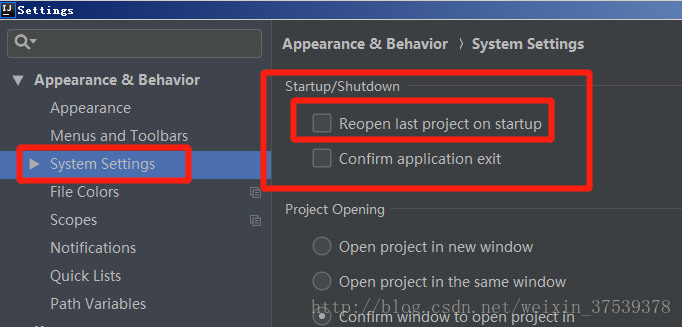 IJ Settings
Appearance & Behavior › System Settings
Appearance & Behavior
Appearance
Menus and Toolbars
System Settings
File Colors
Scopes
Notifications
Quick Lists
Path Variables
Startup/Shutdown
Reopen last project on startup
Confirm application exit
Project Opening
Open project in new window
Open project in the same window
Confirm window to open project in
http://blog.csdn.net/weixin_37539378